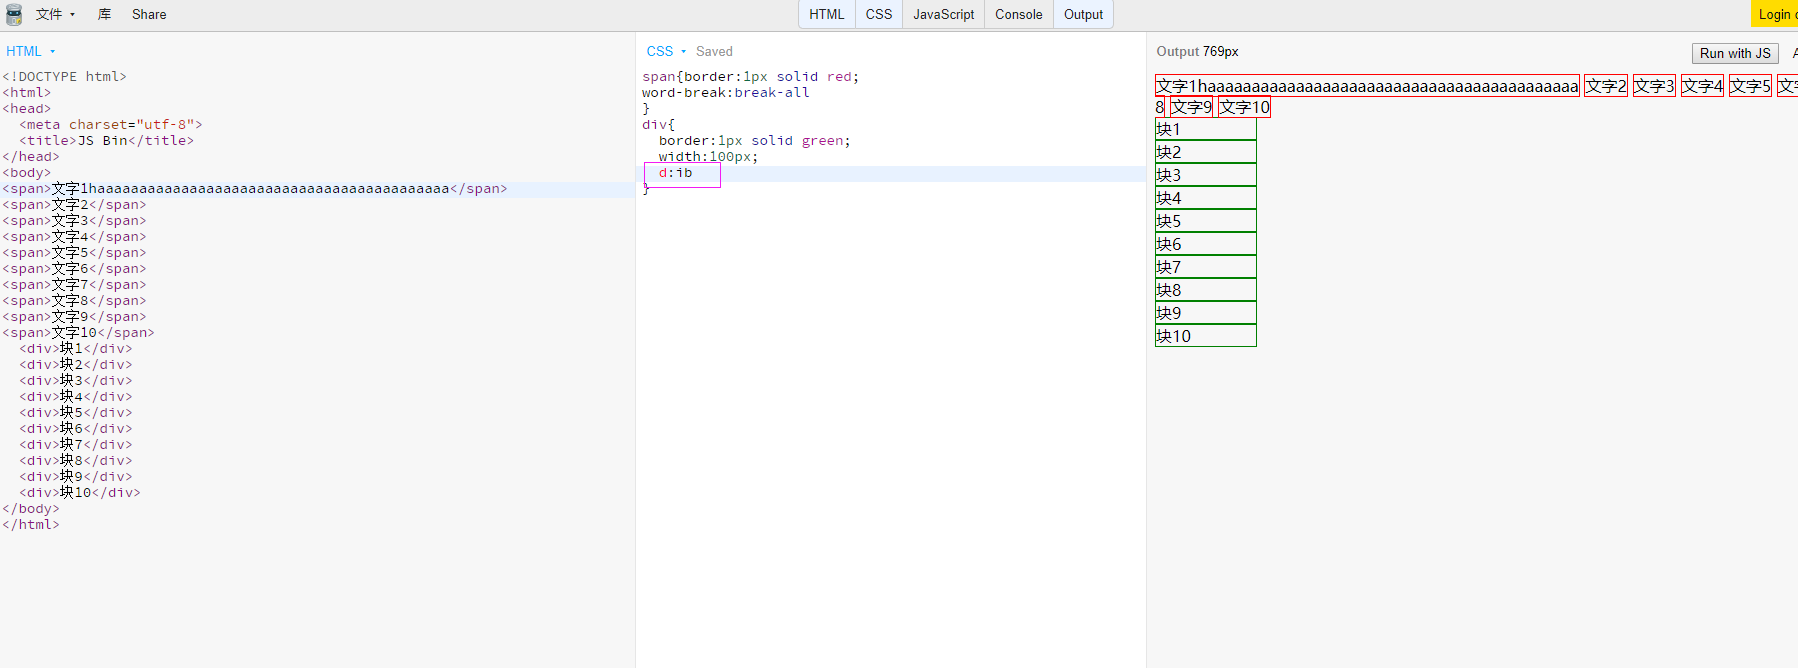 文件 库 Share HTML CSS JavaScript Console Output Login
HTML
<!DOCTYPE html>
<html>
<head>
<meta charset="utf-8">
<title>JS Bin</title>
</head>
<body>
<span>文字1haaaaaaaaaaaaaaaaaaaaaaaaaaaaaaaaaaaaaaaaaa</span>
<span>文字2</span>
<span>文字3</span>
<span>文字4</span>
<span>文字5</span>
<span>文字6</span>
<span>文字7</span>
<span>文字8</span>
<span>文字9</span>
<span>文字10</span>
<div>块1</div>
<div>块2</div>
<div>块3</div>
<div>块4</div>
<div>块5</div>
<div>块6</div>
<div>块7</div>
<div>块8</div>
<div>块9</div>
<div>块10</div>
</body>
</html>
CSS Saved
span{border:1px solid red;
word-break:break-all
}
div{
border:1px solid green;
width:100px;
d:ib
}
Output 769px Run with JS
文字1haaaaaaaaaaaaaaaaaaaaaaaaaaaaaaaaaaaaaaaaaa 文字2 文字3 文字4 文字5 文
8 文字9 文字10
块1
块2
块3
块4
块5
块6
块7
块8
块9
块10